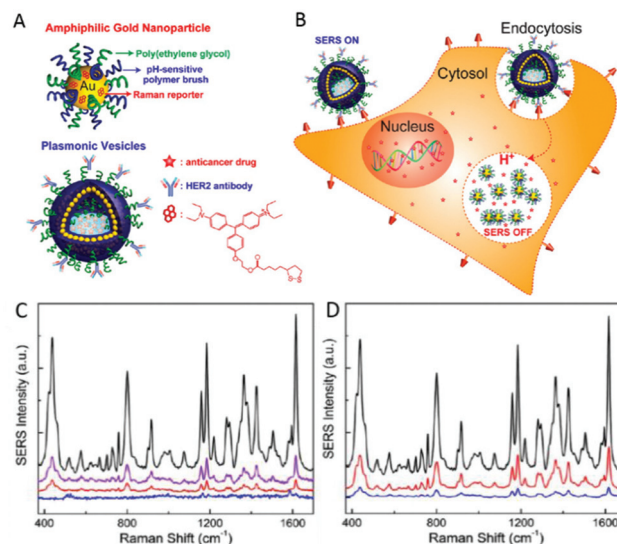 A
Amphiphilic Gold Nanoparticle
Au
Poly(ethylene glycol)
pH-sensitive
polymer brush
Raman reporter
Plasmonic Vesicles
: anticancer drug
: HER2 antibody
:
B
SERS ON
Endocytosis
Cytosol
Nucleus
H+
SERS OFF
C
SERS Intensity (a.u.)
400 800 1200 1600
Raman Shift (cm-1)
D
SERS Intensity (a.u.)
400 800 1200 1600
Raman Shift (cm-1)